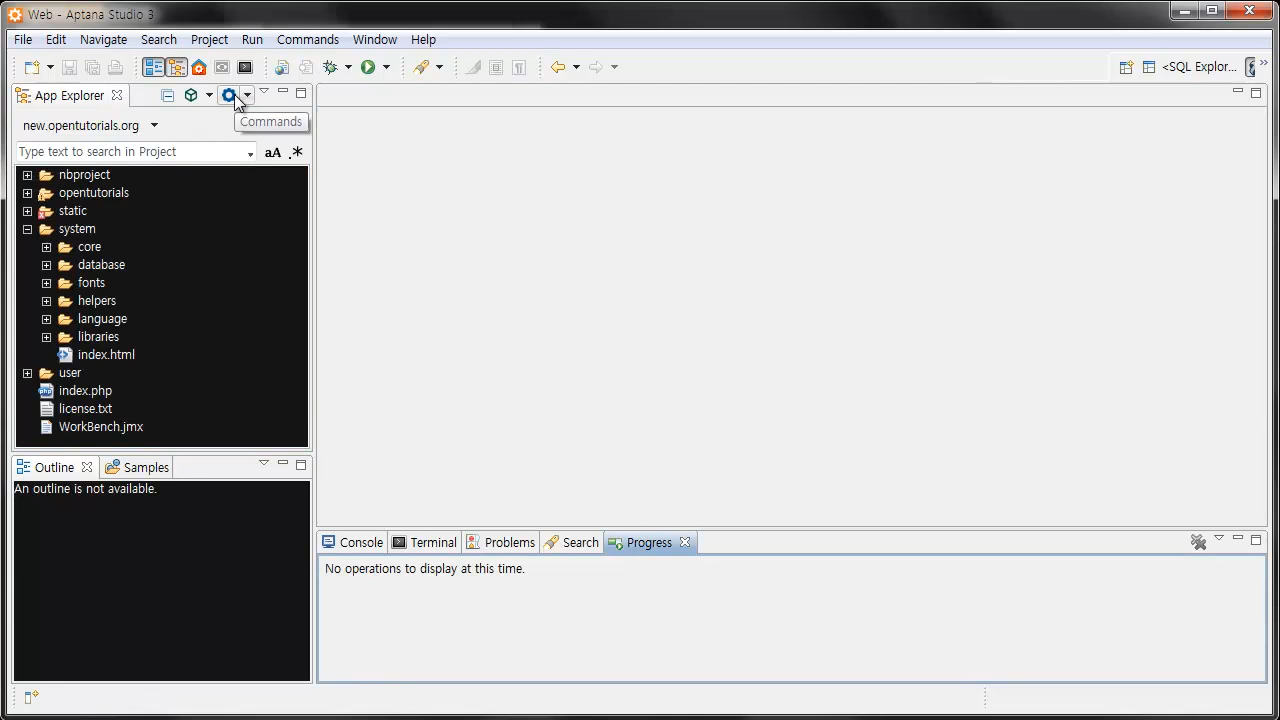 Web - Aptana Studio 3
File Edit Navigate Search Project Run Commands Window Help
<SQL Explor...
App Explorer
Commands
new.opentutorials.org
Type text to search in Project
aA .*
nbproject
opentutorials
static
system
core
database
fonts
helpers
language
libraries
index.html
user
php index.php
license.txt
WorkBench.jmx
Outline Samples
An outline is not available.
Console Terminal Problems Search Progress
No operations to display at this time.